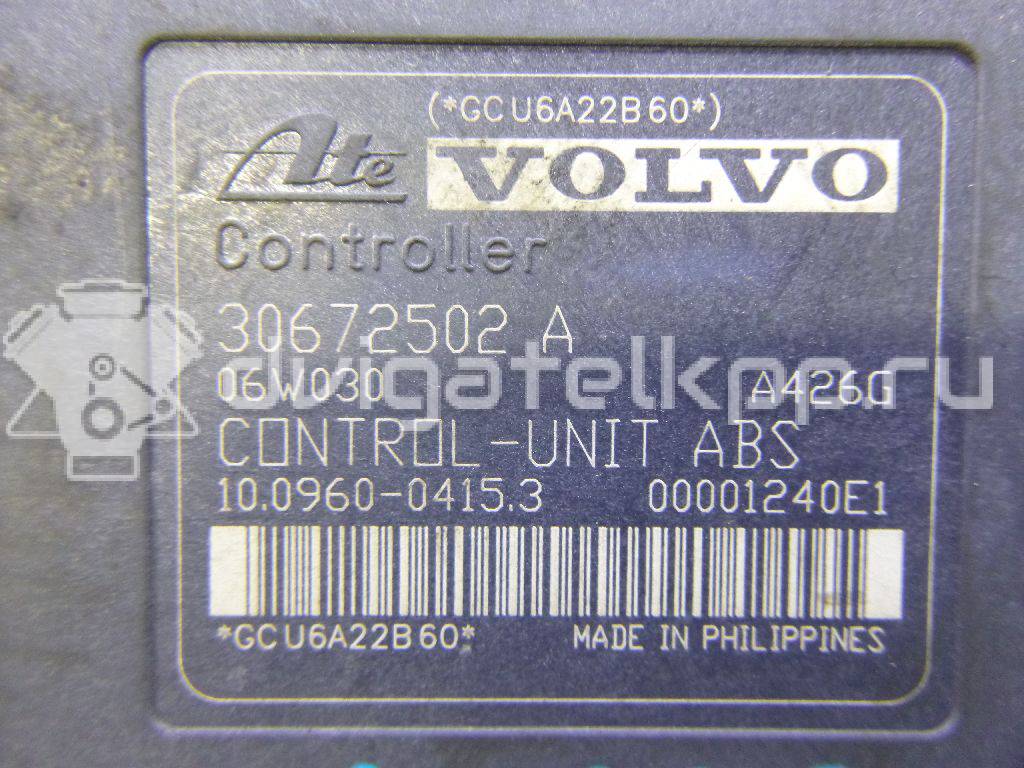 (*GCU6A22B60*)
Ate VOLVO
Controller
30672502 A
06W030 A426G
dvigatelkpp.ru
CONTROL-UNIT ABS
10.0960-0415.3 00001240E1
*GCU6A22B60* MADE IN PHILIPPINES